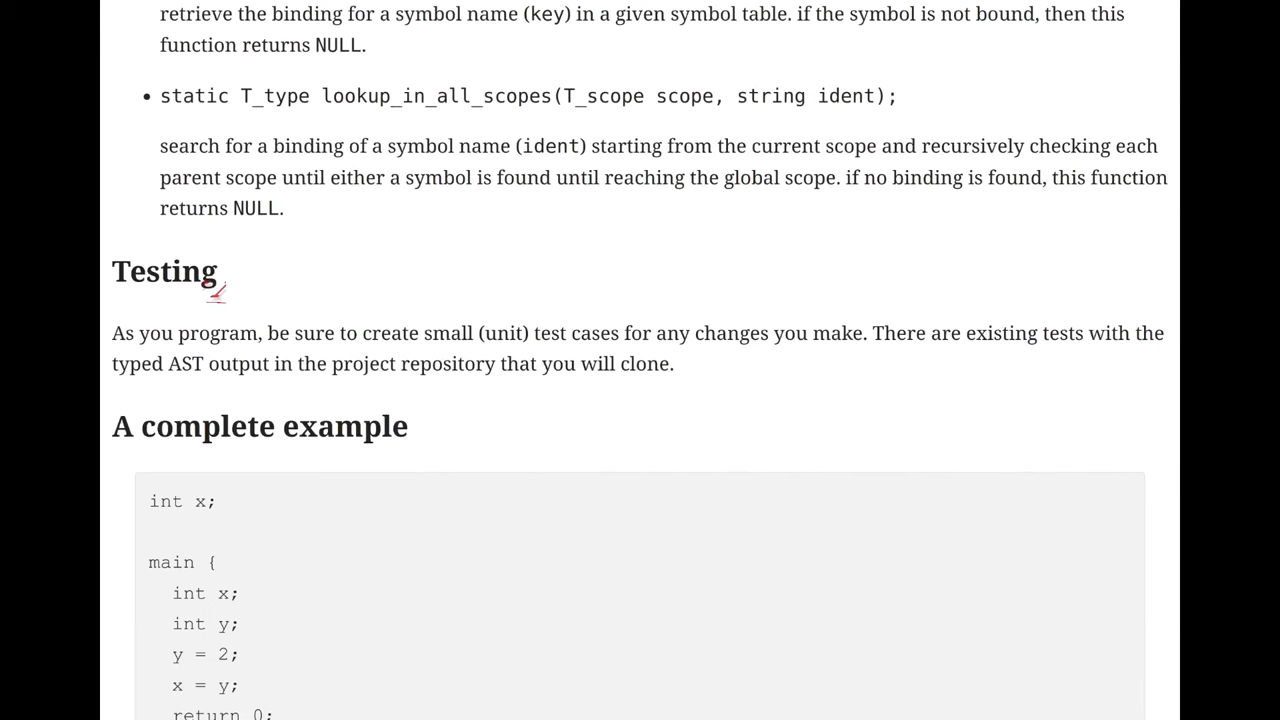 retrieve the binding for a symbol name (key) in a given symbol table. if the symbol is not bound, then this
function returns NULL.
• static T_type lookup_in_all_scopes(T_scope scope, string ident);
search for a binding of a symbol name (ident) starting from the current scope and recursively checking each
parent scope until either a symbol is found until reaching the global scope. if no binding is found, this function
returns NULL.
Testing
As you program, be sure to create small (unit) test cases for any changes you make. There are existing tests with the
typed AST output in the project repository that you will clone.
A complete example
int x;
main {
int x;
int y;
y = 2;
x = y;
return 0;